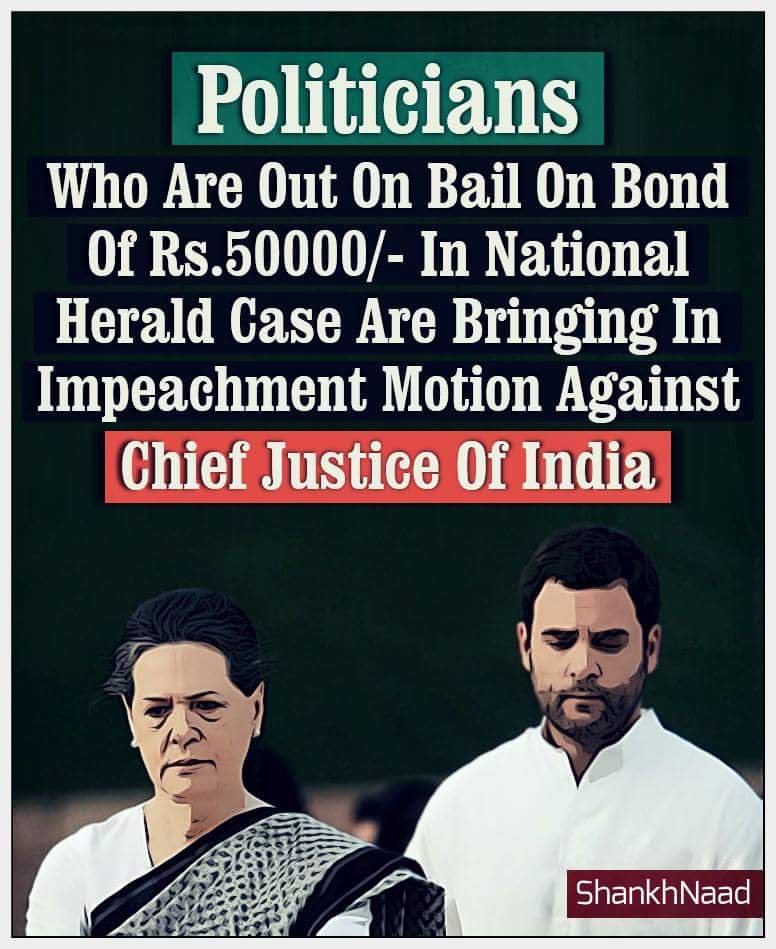 Politicians
Who Are Out On Bail On Bond
Of Rs.50000/- In National
Herald Case Are Bringing In
Impeachment Motion Against
Chief Justice Of India
ShankhNaad